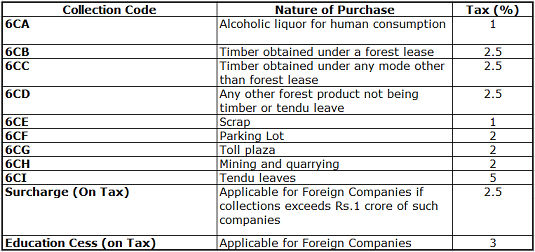 Collection Code Nature of Purchase Tax (%)
6CA Alcoholic liquor for human consumption 1
6CB Timber obtained under a forest lease 2.5
6CC Timber obtained under any mode other 2.5
than forest lease
6CD Any other forest product not being 2.5
timber or tendu leave
6CE Scrap 1
6CF Parking Lot 2
6CG Toll plaza 2
6CH Mining and quarrying 2
6CI Tendu leaves 5
Surcharge (On Tax) Applicable for Foreign Companies if 2.5
collections exceeds Rs.1 crore of such
companies
Education Cess (on Tax) Applicable for Foreign Companies 3